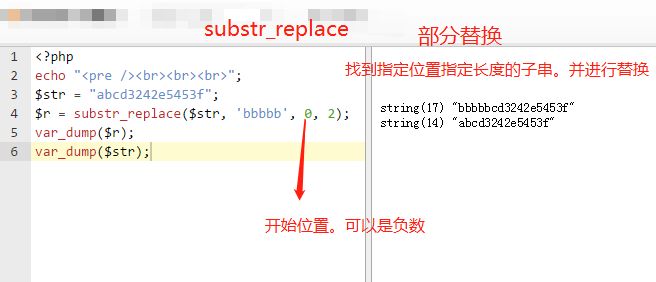 substr_replace
部分替换
找到指定位置指定长度的子串。并进行替换
1 <?php
2 echo "<pre /><br><br><br>";
3 $str = "abcd3242e5453f";
4 $r = substr_replace($str, 'bbbbb', 0, 2);
5 var_dump($r);
6 var_dump($str);
string(17) "bbbbbcd3242e5453f"
string(14) "abcd3242e5453f"
开始位置。可以是负数